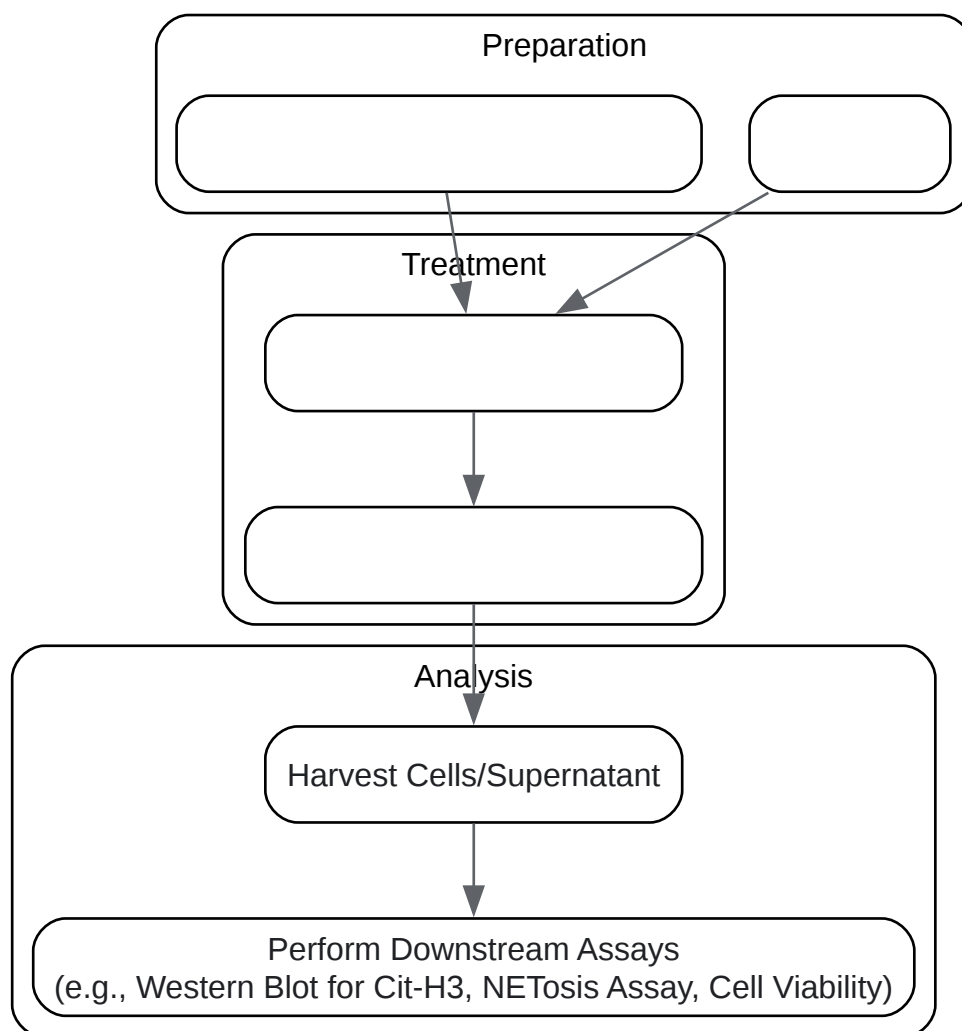 Preparation
Treatment
Analysis
Harvest Cells/Supernatant
Perform Downstream Assays
(e.g., Western Blot for Cit-H3, NETosis Assay, Cell Viability)